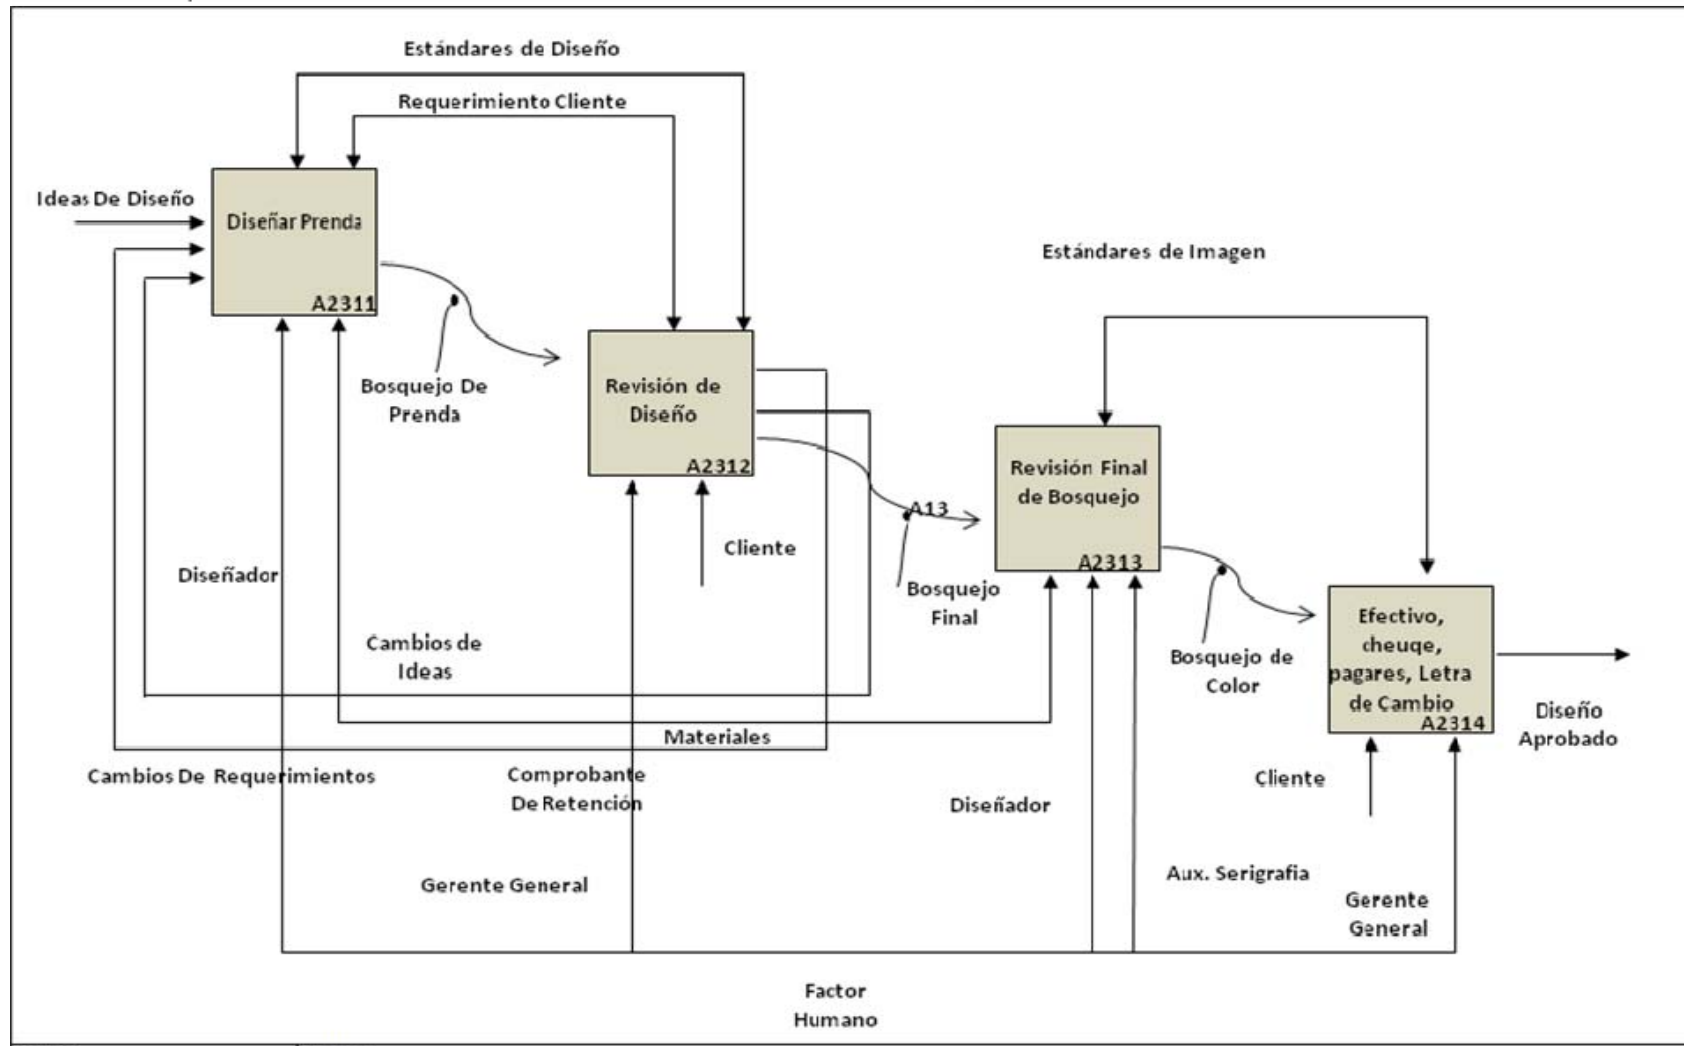 Estándares de Diseño
Requerimiento Cliente
Ideas De Diseño
Diseñar Prenda
A2311
Estándares de Imagen
Bosquejo De
Prenda
Revisión de
Diseño
A2312
Revisión Final
de Bosquejo
A2313
A13
Cliente
Diseñador
Bosquejo
Final
Cambios de
Ideas
Bosquejo de
Color
Efectivo,
cheuqe,
pagares, Letra
de Cambio
A2314
Diseño
Aprobado
Materiales
Cambios De Requerimientos
Comprobante
De Retención
Diseñador
Cliente
Gerente General
Aux. Serigrafia
Gerente
General
Factor
Humano